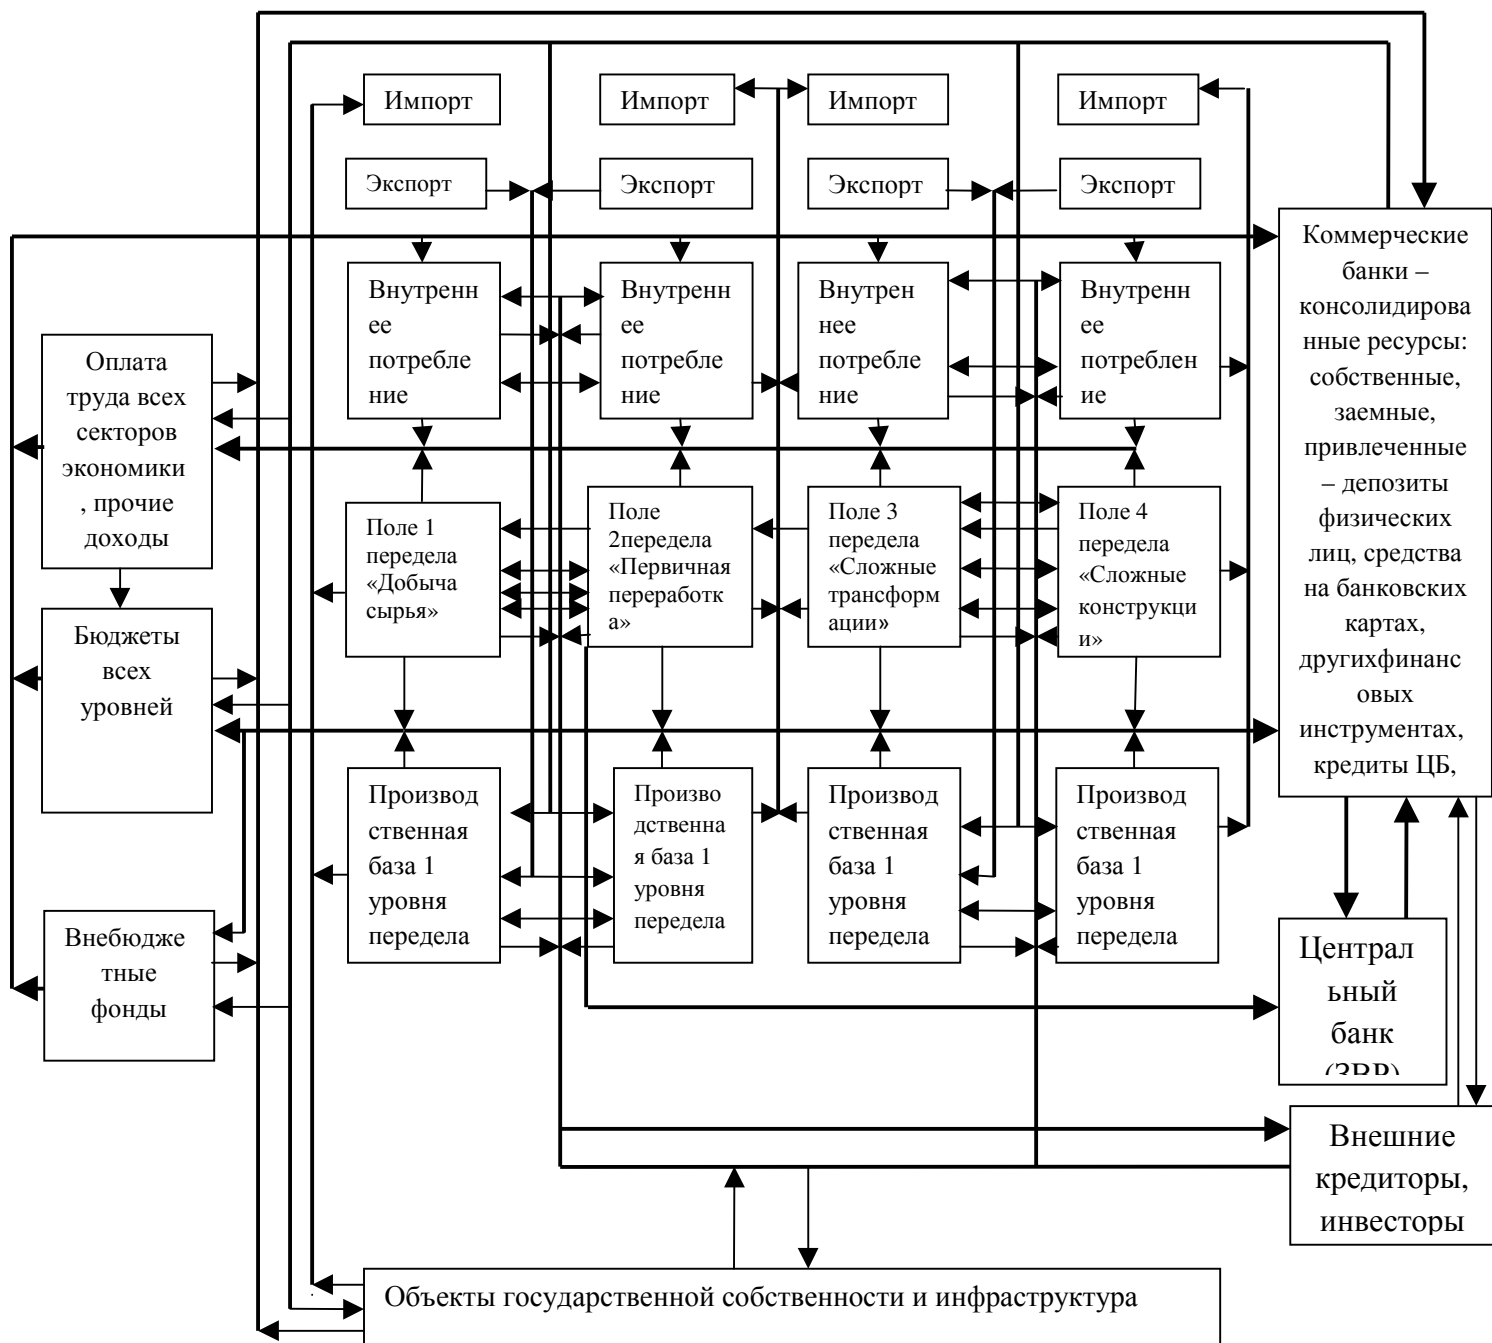 Импорт
Импорт
Импорт
Импорт
Экспорт
Экспорт
Экспорт
Экспорт
Внутренн
ее
потребле
ние
Внутренн
ее
потребле
ние
Внутрен
нее
потребле
ние
Внутренн
ее
потреблен
ие
Коммерческие
банки –
консолидирова
нные ресурсы:
собственные,
заемные,
привлеченные
– депозиты
физических
лиц, средства
на банковских
картах,
другихфинанс
овых
инструментах,
кредиты ЦБ,
Оплата
труда всех
секторов
экономики
, прочие
доходы
Поле 1
передела
«Добыча
сырья»
Поле
2передела
«Первичная
переработк
а»
Поле 3
передела
«Сложные
трансформ
ации»
Поле 4
передела
«Сложные
конструкци
и»
Бюджеты
всех
уровней
Производ
ственная
база 1
уровня
передела
Произво
дственна
я база 1
уровня
передела
Производ
ственная
база 1
уровня
передела
Производ
ственная
база 1
уровня
передела
Внебюдже
тные
фонды
Централ
ьный
банк
(ЗВР)
Внешние
кредиторы,
инвесторы
Объекты государственной собственности и инфраструктура